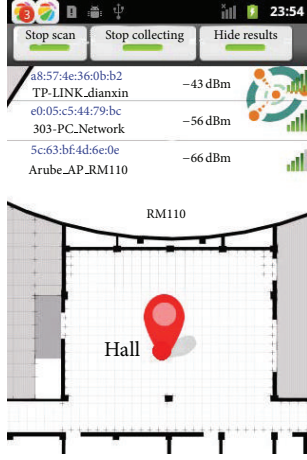 3
23:54
Stop scan
Stop collecting
Hide results
a8:57:4e:36:0b:b2
TP-LINK_dianxin
−43 dBm
e0:05:c5:44:79:bc
303-PC_Network
−56 dBm
5c:63:bf:4d:6e:0e
Arube_AP_RM110
−66 dBm
RM110
Hall